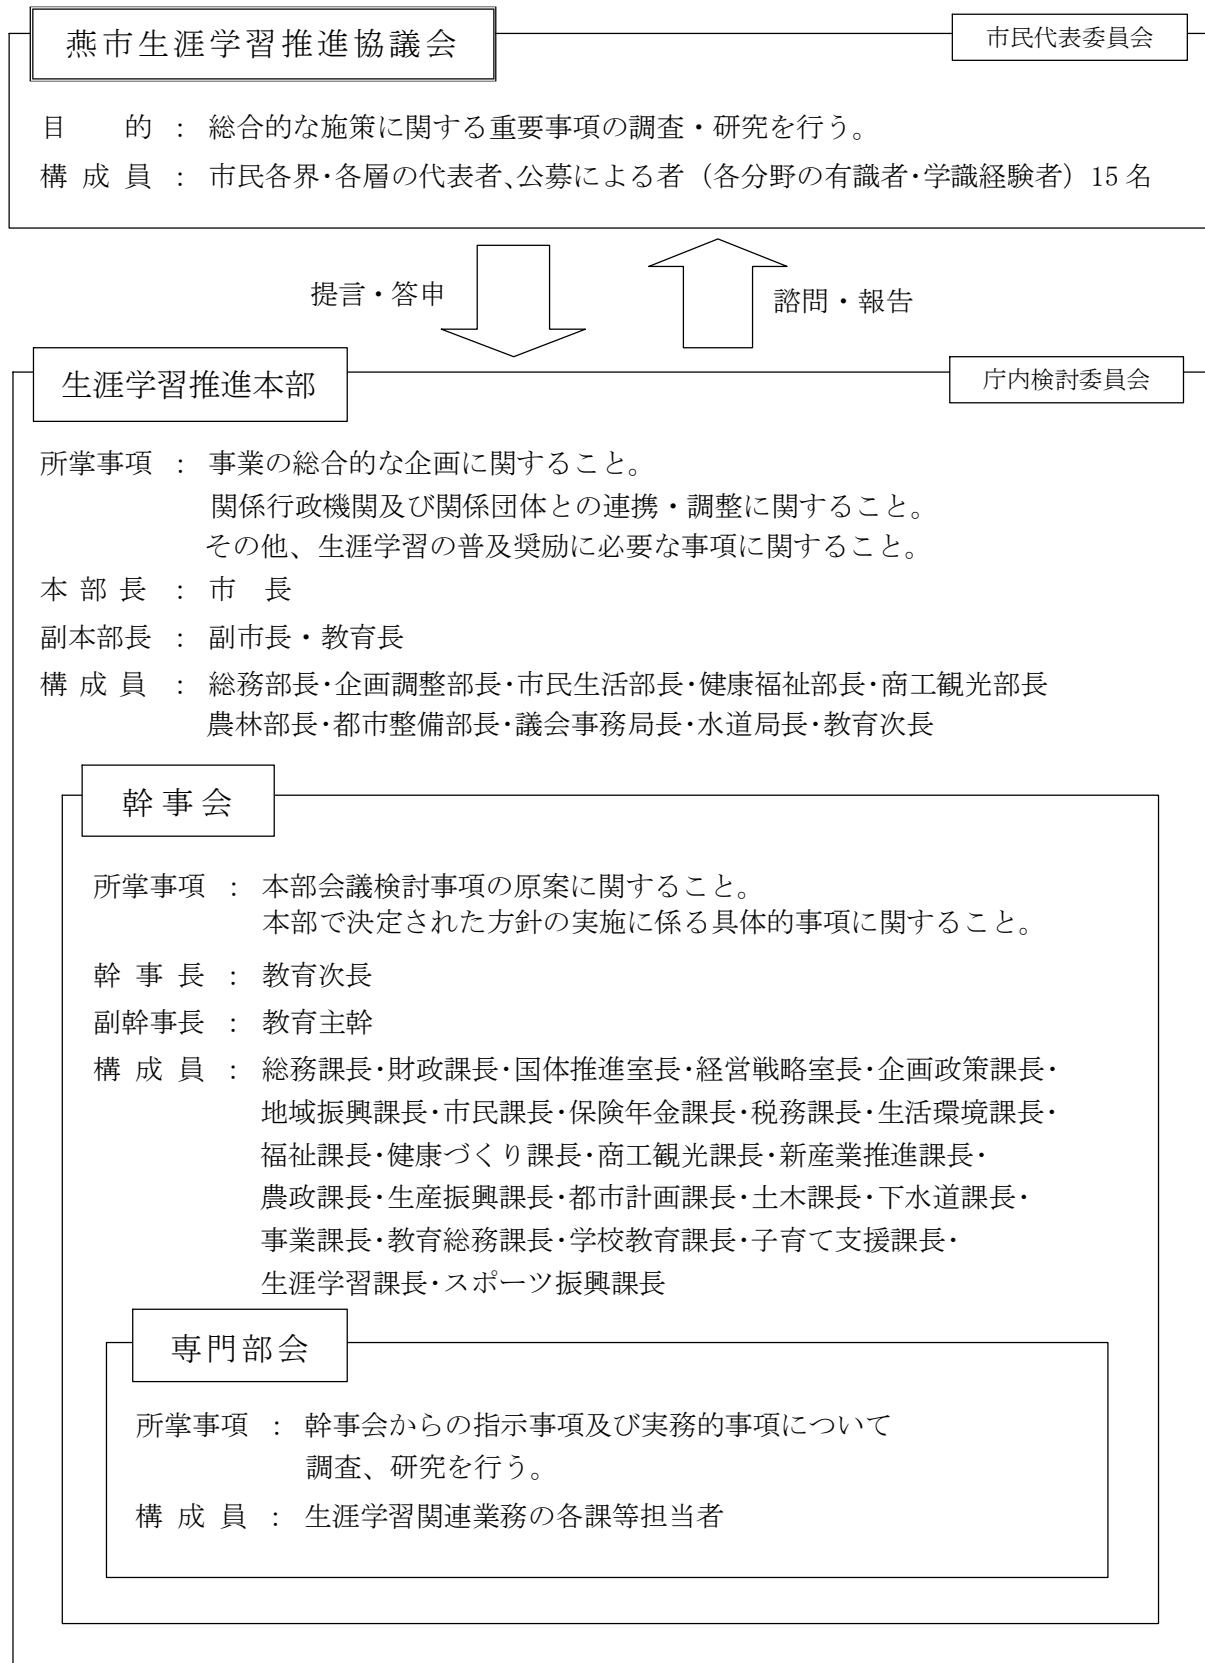 燕市生涯学習推進協議会
市民代表委員会
目　的 ： 総合的な施策に関する重要事項の調査・研究を行う。
構成員 ： 市民各界・各層の代表者、公募による者（各分野の有識者・学識経験者）15名
提言・答申
諮問・報告
生涯学習推進本部
庁内検討委員会
所掌事項 ： 事業の総合的な企画に関すること。
関係行政機関及び関係団体との連携・調整に関すること。
その他、生涯学習の普及奨励に必要な事項に関すること。
本部長 ： 市　長
副本部長 ： 副市長・教育長
構成員 ： 総務部長・企画調整部長・市民生活部長・健康福祉部長・商工観光部長
農林部長・都市整備部長・議会事務局長・水道局長・教育次長
幹事会
所掌事項 ： 本部会議検討事項の原案に関すること。
本部で決定された方針の実施に係る具体的事項に関すること。
幹事長 ： 教育次長
副幹事長 ： 教育主幹
構成員 ： 総務課長・財政課長・国体推進室長・経営戦略室長・企画政策課長・
地域振興課長・市民課長・保険年金課長・税務課長・生活環境課長・
福祉課長・健康づくり課長・商工観光課長・新産業推進課長・
農政課長・生産振興課長・都市計画課長・土木課長・下水道課長・
事業課長・教育総務課長・学校教育課長・子育て支援課長・
生涯学習課長・スポーツ振興課長
専門部会
所掌事項 ： 幹事会からの指示事項及び実務的事項について
調査、研究を行う。
構成員 ： 生涯学習関連業務の各課等担当者